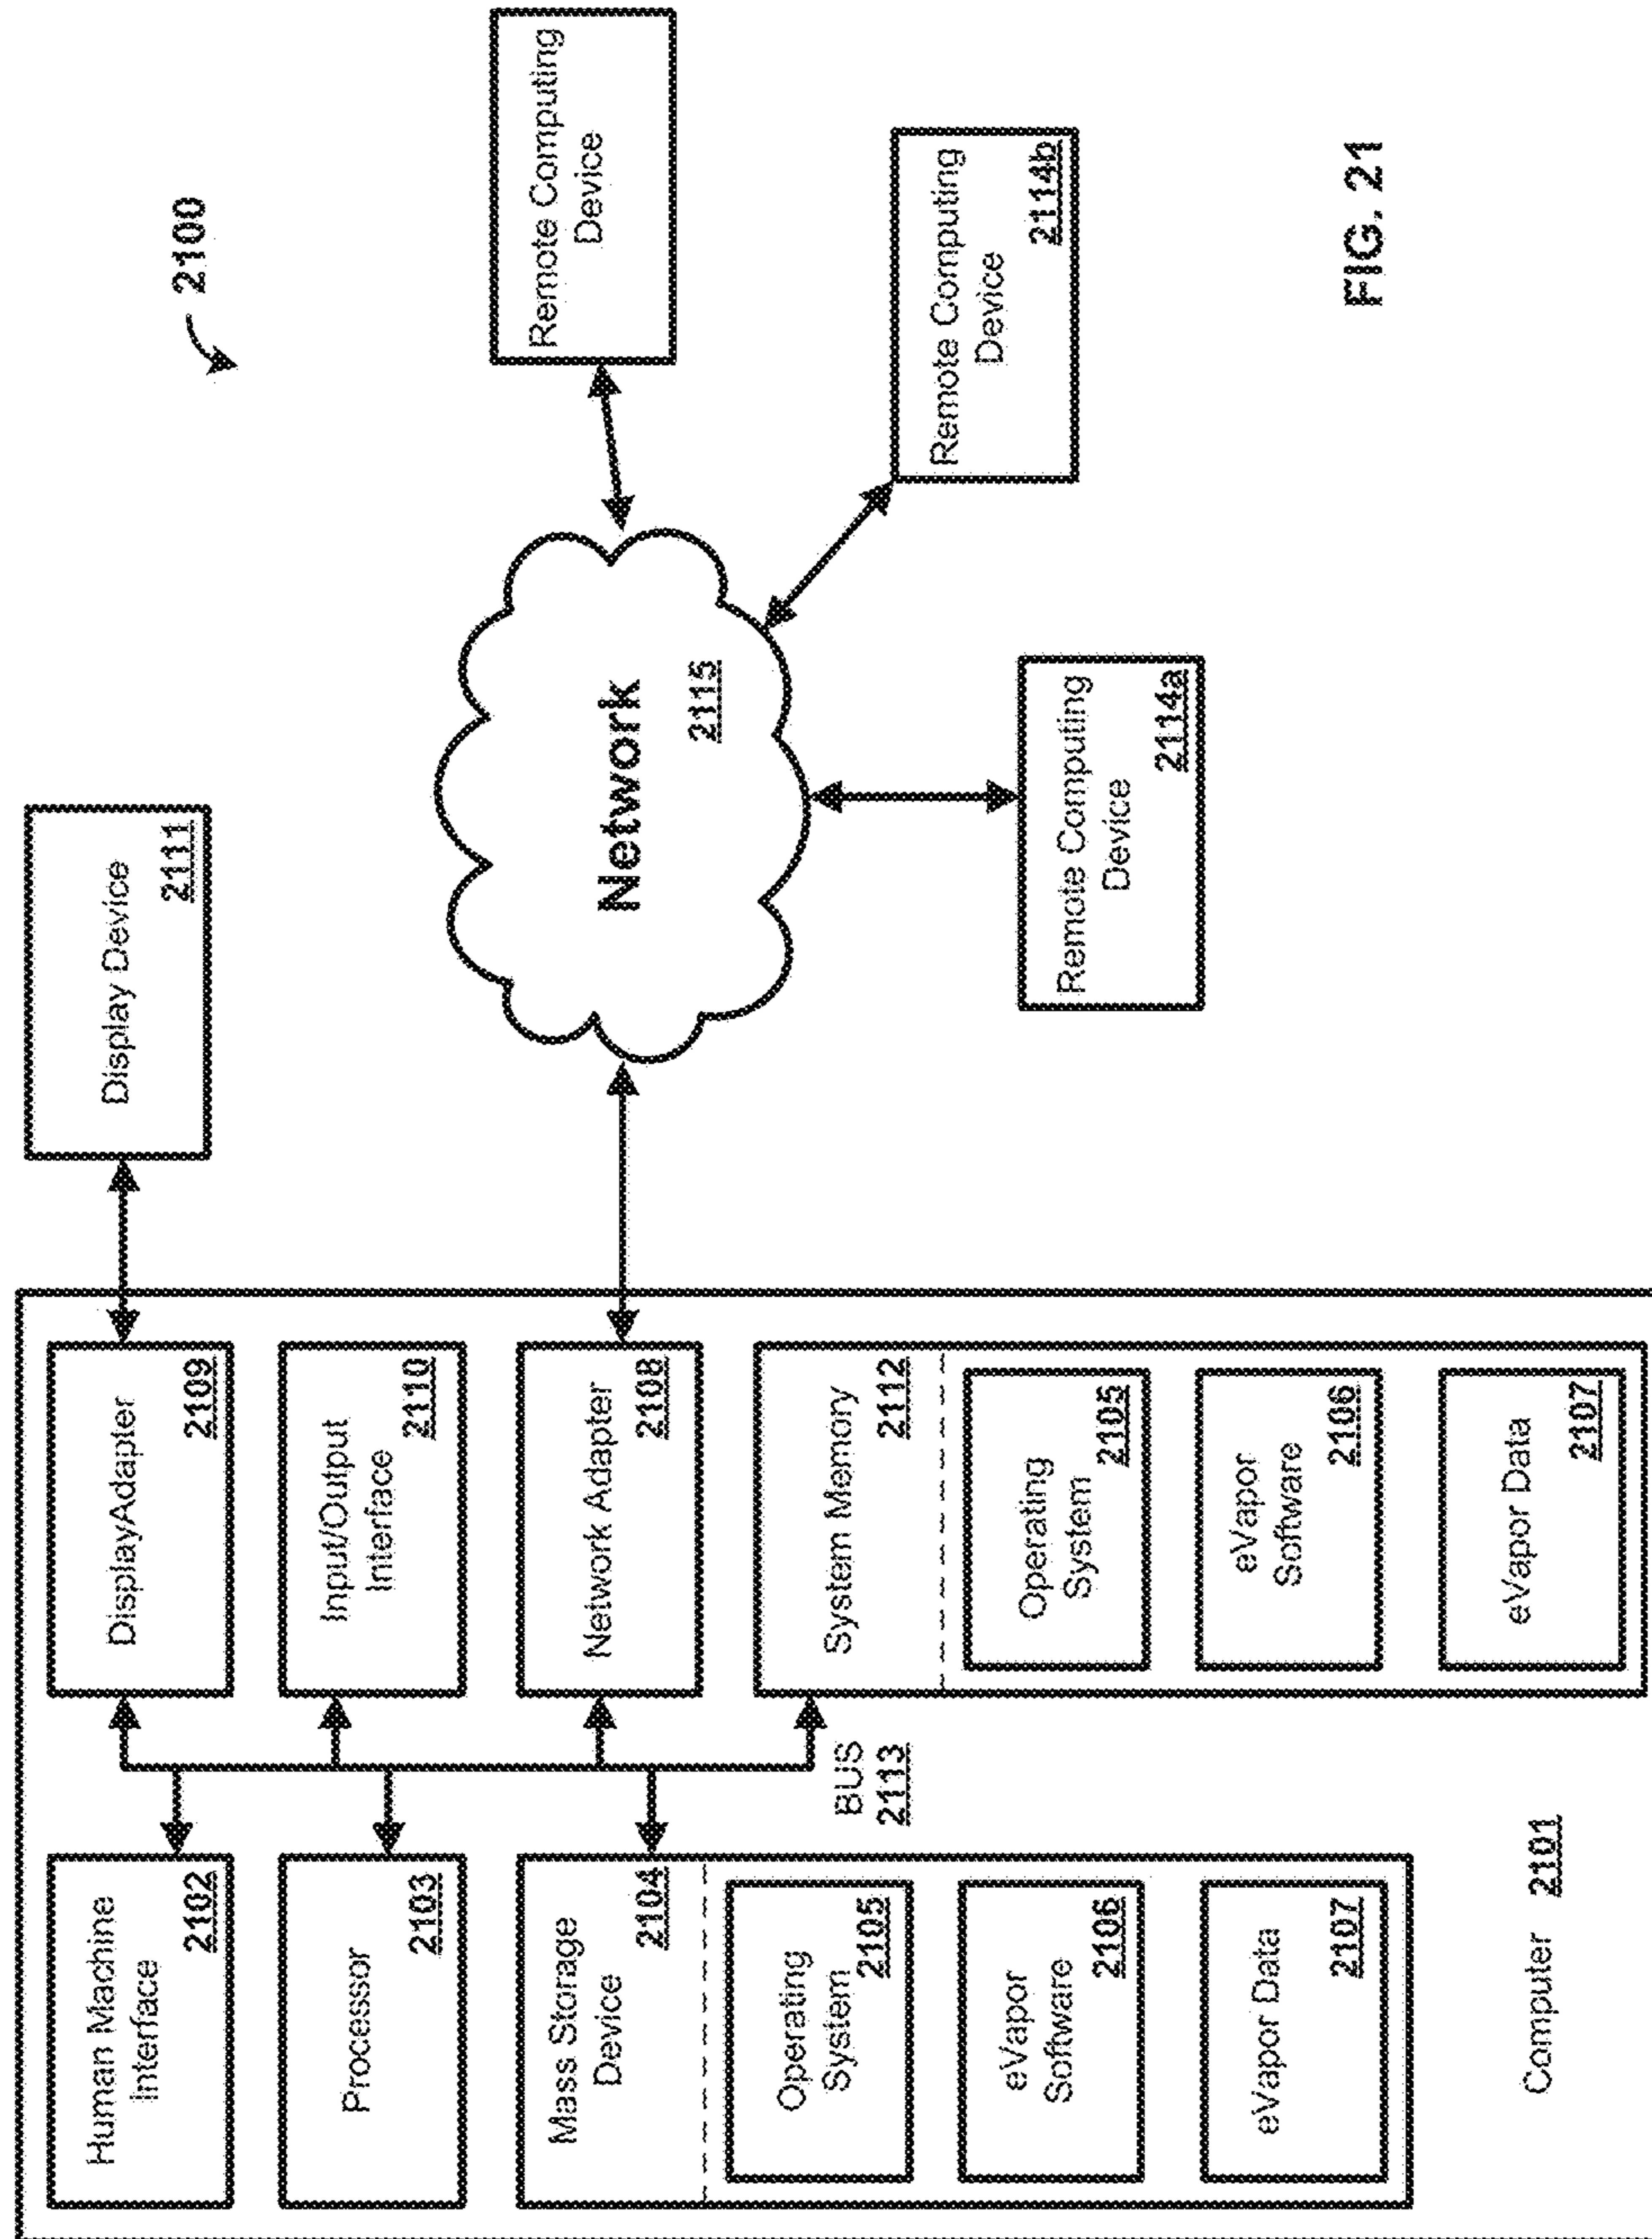 2100
Human Machine
Interface
2102
Processor
2103
Mass Storage
Device
2104
Operating
System
2105
eVapor
Software
2106
eVapor Data
2107
Computer 2101
BUS
2113
DisplayAdapter
2109
Input/Output
Interface
2110
Network Adapter
2108
System Memory
2112
Operating
System
2105
eVapor
Software
2106
eVapor Data
2107
Display Device
2111
Network
2115
Remote Computing
Device
Remote Computing
Device
2114b
Remote Computing
Device
2114a
FIG. 21